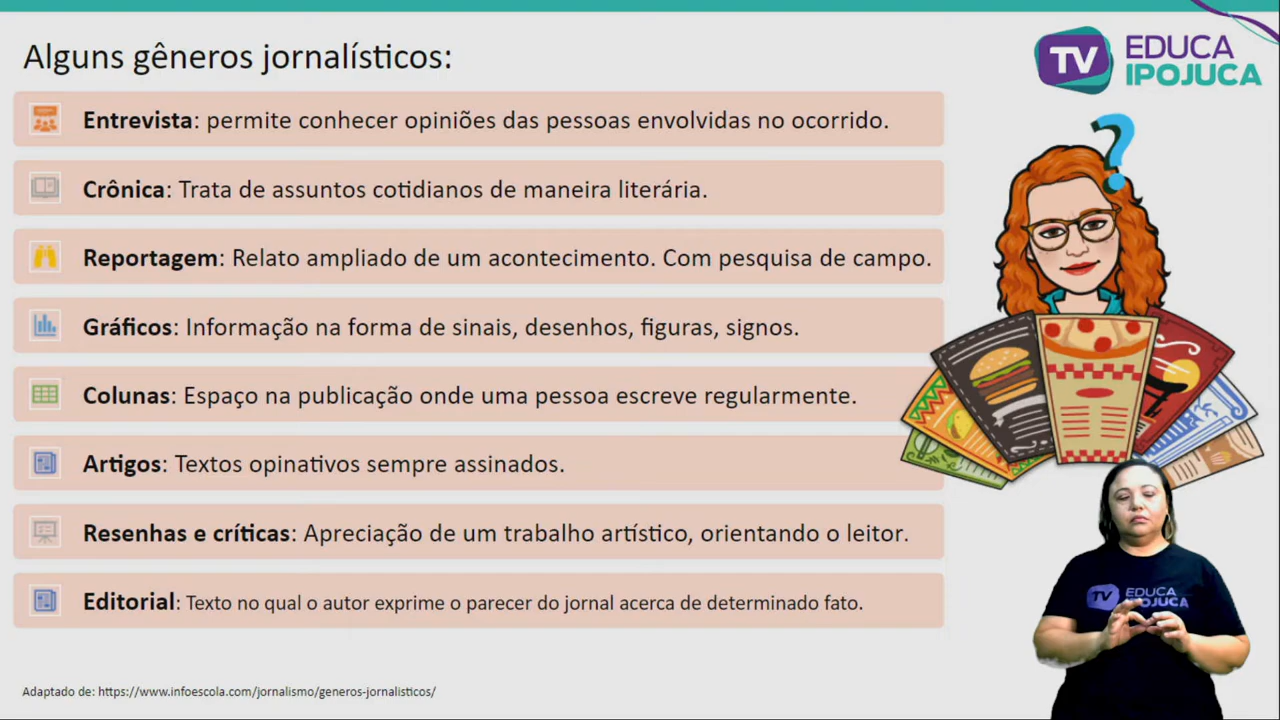 Alguns gêneros jornalísticos:
TV EDUCA
IPOJUCA
Entrevista: permite conhecer opiniões das pessoas envolvidas no ocorrido.
Crônica: Trata de assuntos cotidianos de maneira literária.
Reportagem: Relato ampliado de um acontecimento. Com pesquisa de campo.
Gráficos: Informação na forma de sinais, desenhos, figuras, signos.
Colunas: Espaço na publicação onde uma pessoa escreve regularmente.
Artigos: Textos opinativos sempre assinados.
Resenhas e críticas: Apreciação de um trabalho artístico, orientando o leitor.
Editorial: Texto no qual o autor exprime o parecer do jornal acerca de determinado fato.
?
TV EDUCA
IPOJUCA
Adaptado de: https://www.infoescola.com/jornalismo/generos-jornalisticos/